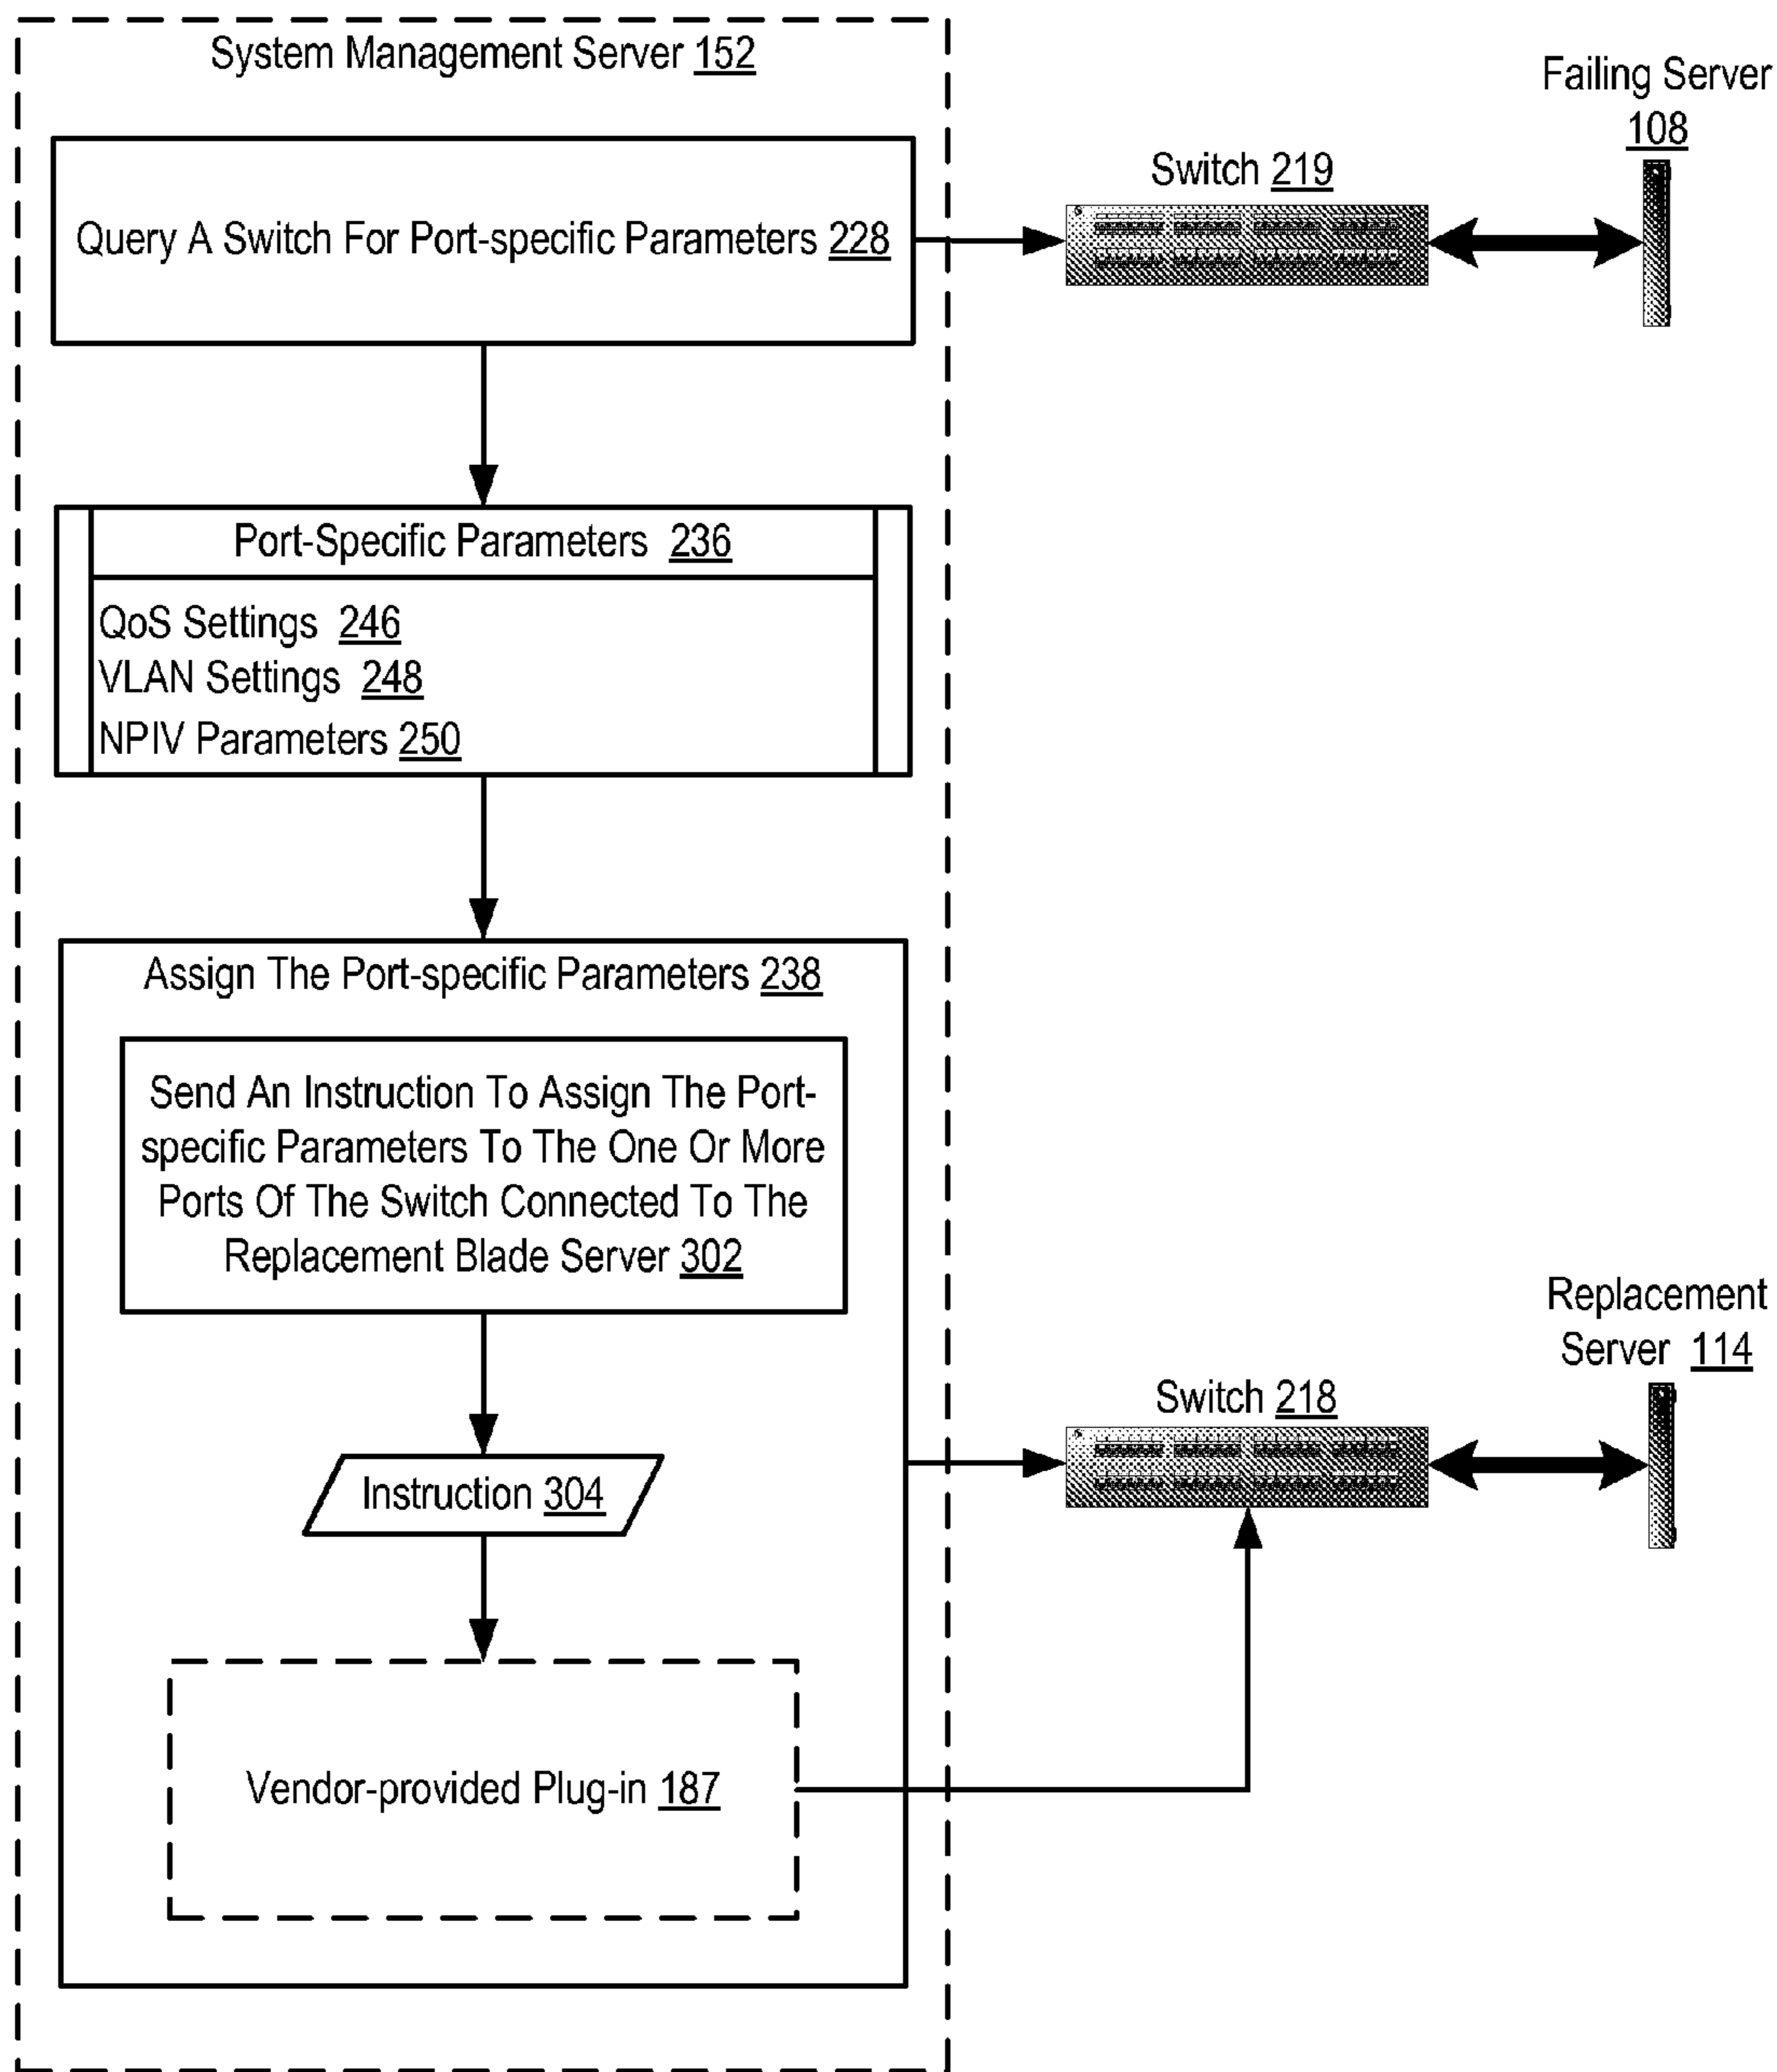 System Management Server 152
Failing Server
108
Switch 219
Query A Switch For Port-specific Parameters 228
Port-Specific Parameters 236
QoS Settings 246
VLAN Settings 248
NPIV Parameters 250
Assign The Port-specific Parameters 238
Send An Instruction To Assign The Port-
specific Parameters To The One Or More
Ports Of The Switch Connected To The
Replacement Blade Server 302
Replacement
Server 114
Switch 218
Instruction 304
Vendor-provided Plug-in 187